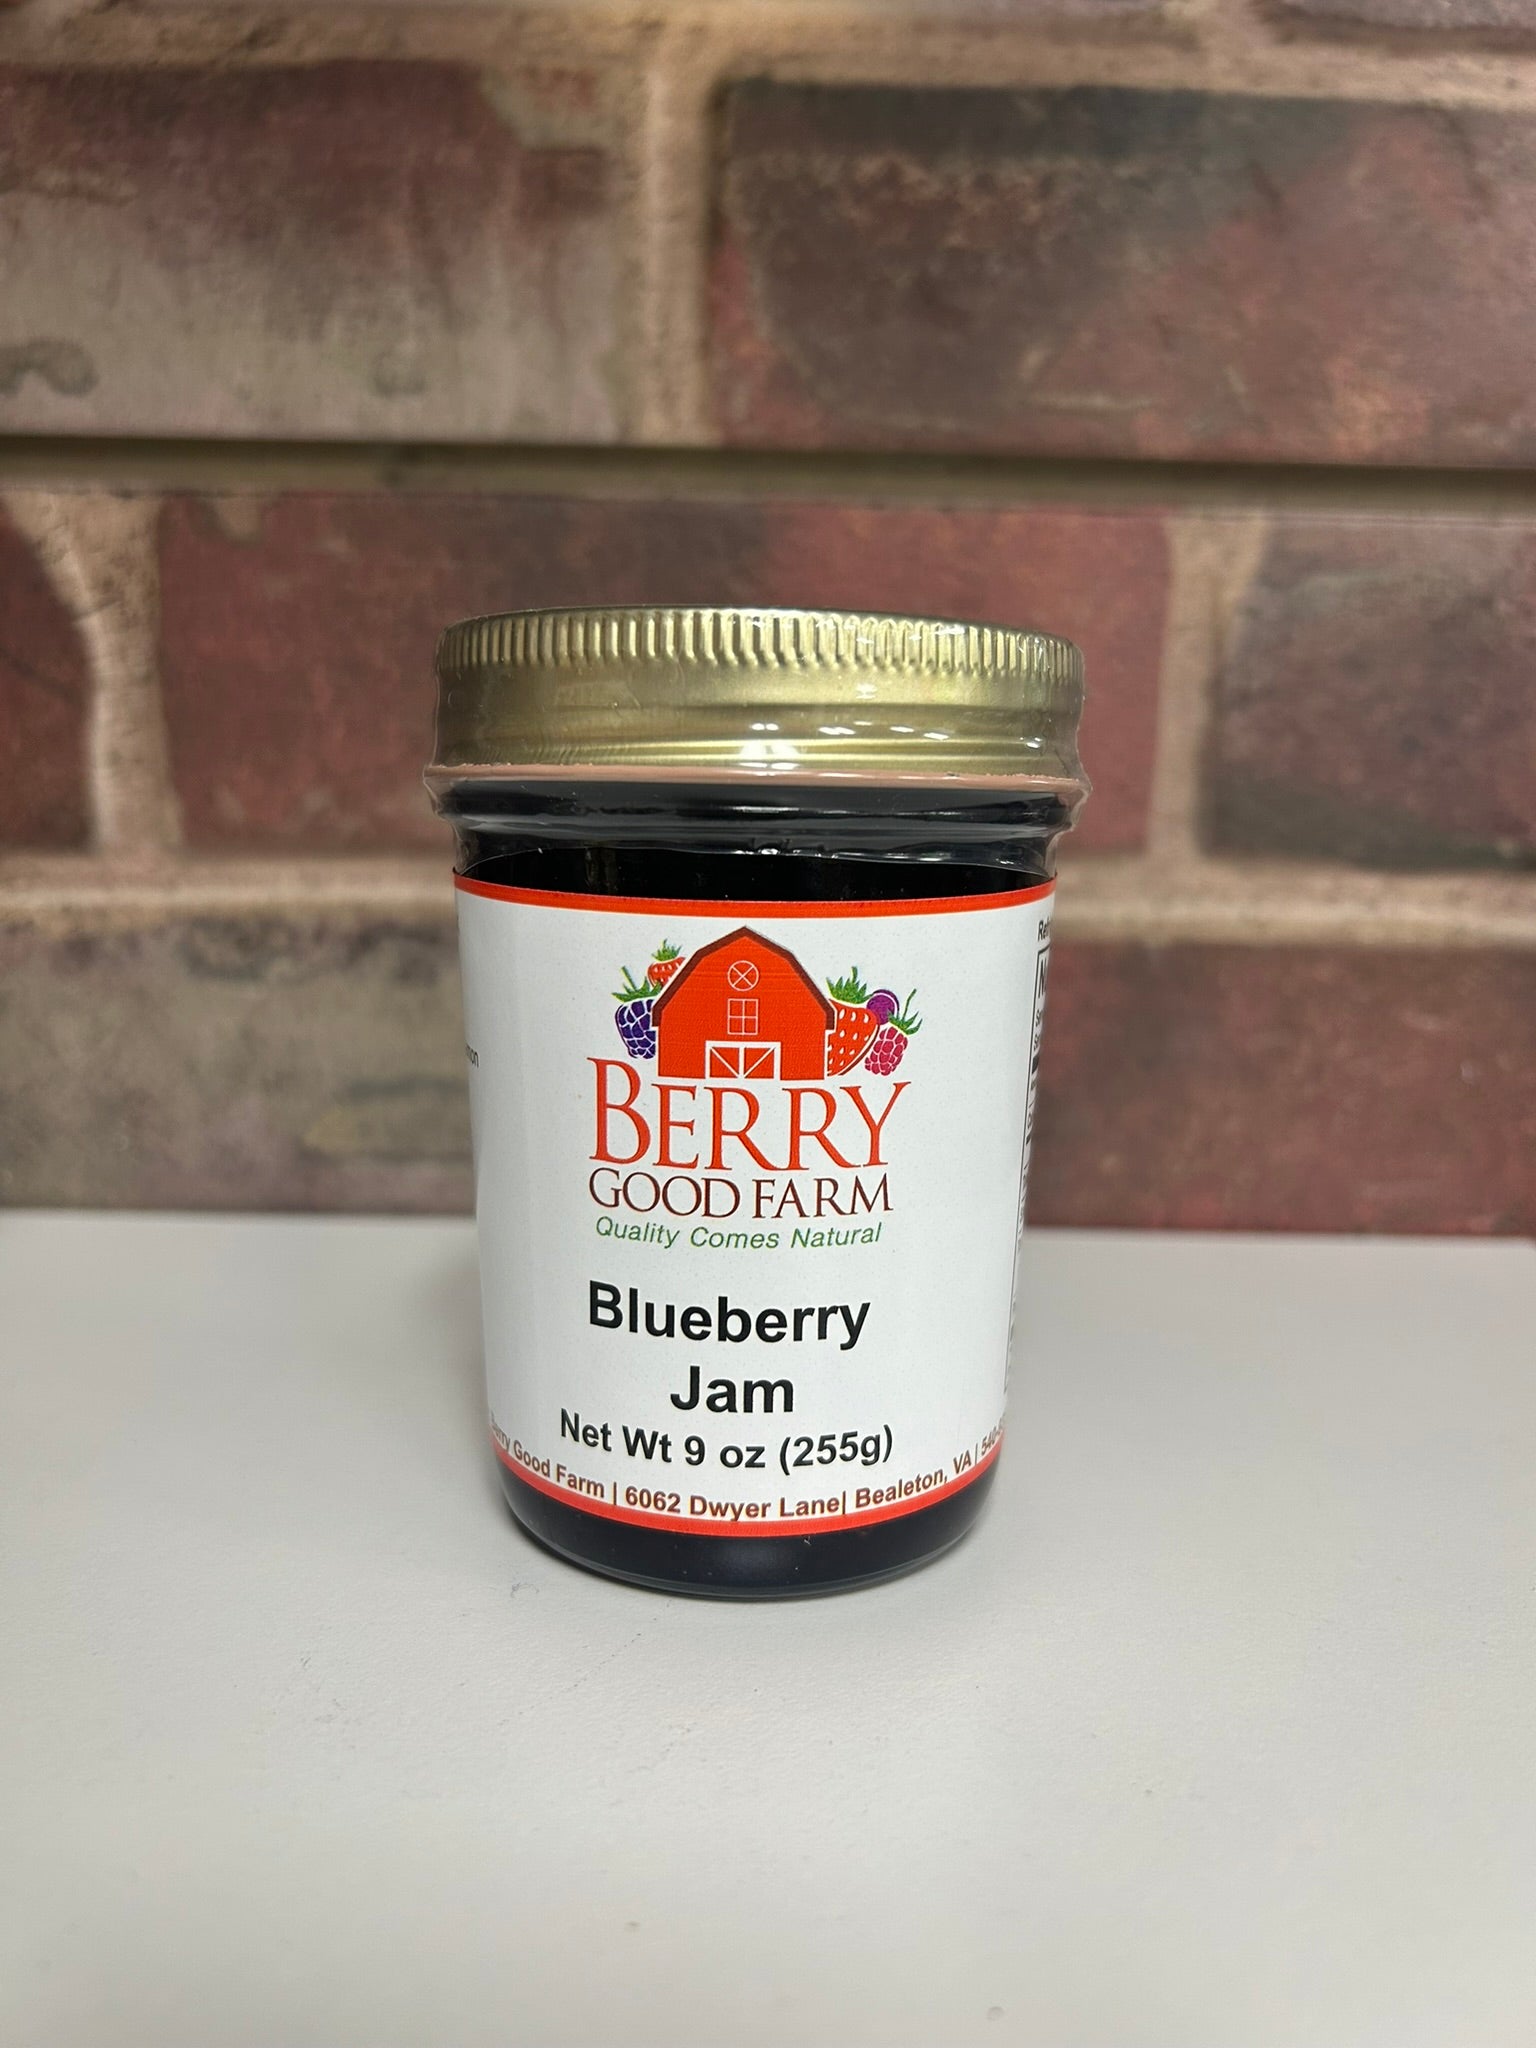 BERRY
GOOD FARM
Quality Comes Natural
Blueberry
Jam
Net Wt 9 oz (255g)
Good Farm | 6062 Dwyer Lane| Bealeton, VA |